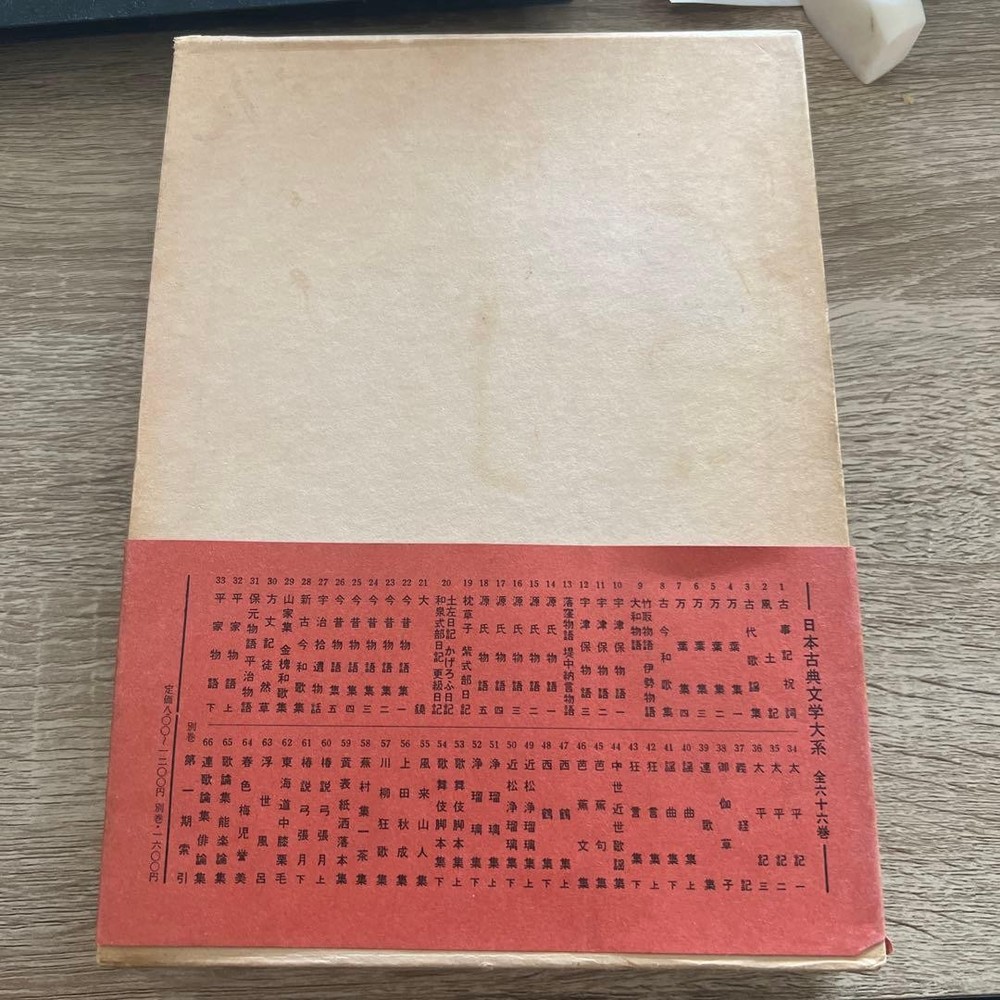 日本古典文学大系 全六十六巻
1 古事記 祝詞
2 風土記
3 古代歌謡集
4 万葉集 一
5 万葉集 二
6 万葉集 三
7 万葉集 四
8 古今和歌集
9 竹取物語 伊勢物語 大和物語
10 宇津保物語 一
11 宇津保物語 二
12 宇津保物語 三
13 落窪物語 堤中納言物語
14 源氏物語 一
15 源氏物語 二
16 源氏物語 三
17 源氏物語 四
18 源氏物語 五
19 枕草子 紫式部日記
20 土左日記 かげろふ日記 和泉式部日記 更級日記
21 大鏡
22 今昔物語集 一
23 今昔物語集 二
24 今昔物語集 三
25 今昔物語集 四
26 今昔物語集 五
27 宇治拾遺物語
28 新古今和歌集
29 山家集 金槐和歌集
30 方丈記 徒然草
31 保元物語 平治物語
32 平家物語 上
33 平家物語 下
34 太平記 一
35 太平記 二
36 太平記 三
37 義経記
38 御伽草子
39 連歌集
40 謡曲集 上
41 謡曲集 下
42 狂言集 上
43 狂言集 下
44 中世近世歌謡集
45 芭蕉句集
46 芭蕉文集
47 西鶴集 上
48 西鶴集 下
49 近松浄瑠璃集 上
50 近松浄瑠璃集 下
51 浄瑠璃集 上
52 浄瑠璃集 下
53 歌舞伎脚本集 上
54 歌舞伎脚本集 下
55 風来山人集
56 上田秋成集
57 川柳狂歌集
58 蕪村集 一茶集
59 黄表紙洒落本集
60 椿説弓張月 上
61 椿説弓張月 下
62 東海道中膝栗毛
63 浮世風呂
64 春色梅児誉美
65 歌論集 能楽論集
66 連歌論集 俳論集
別巻 第一期索引
定価八〇〇〜一二〇〇円 別巻・一六〇〇円